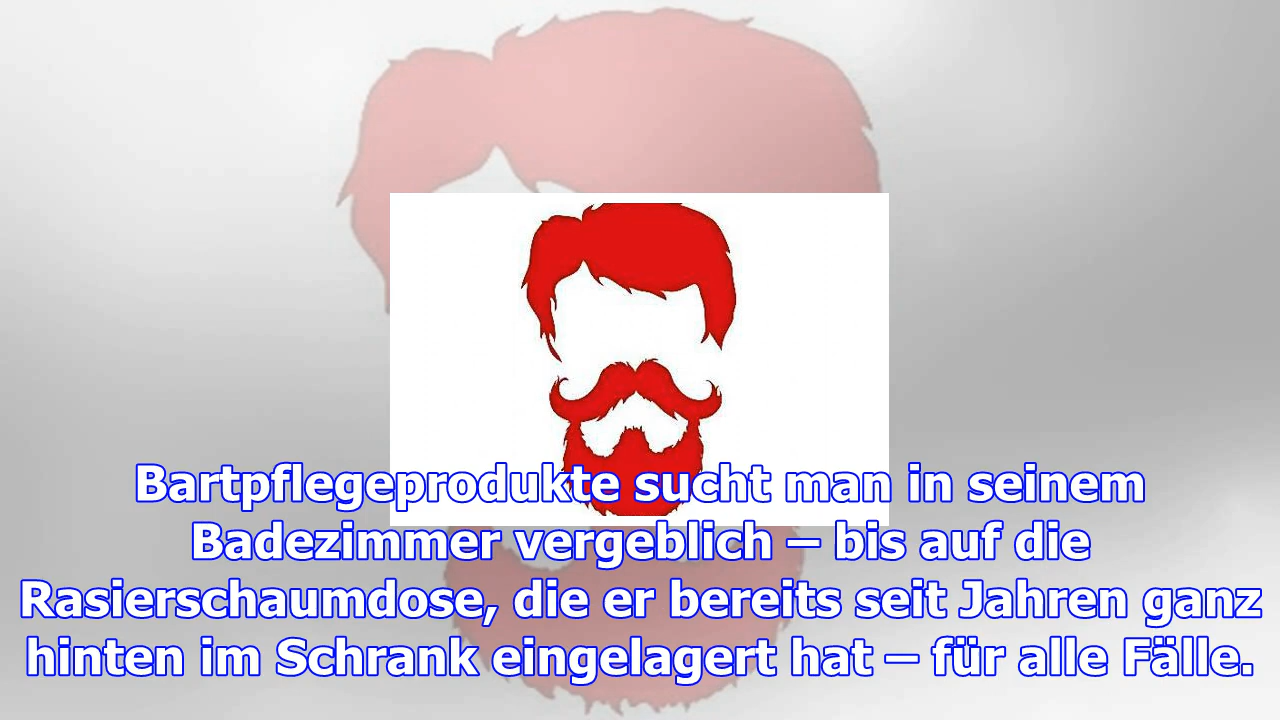 Bartpflegeprodukte sucht man in seinem
Badezimmer vergeblich – bis auf die
Rasierschaumdose, die er bereits seit Jahren ganz
hinten im Schrank eingelagert hat – für alle Fälle.